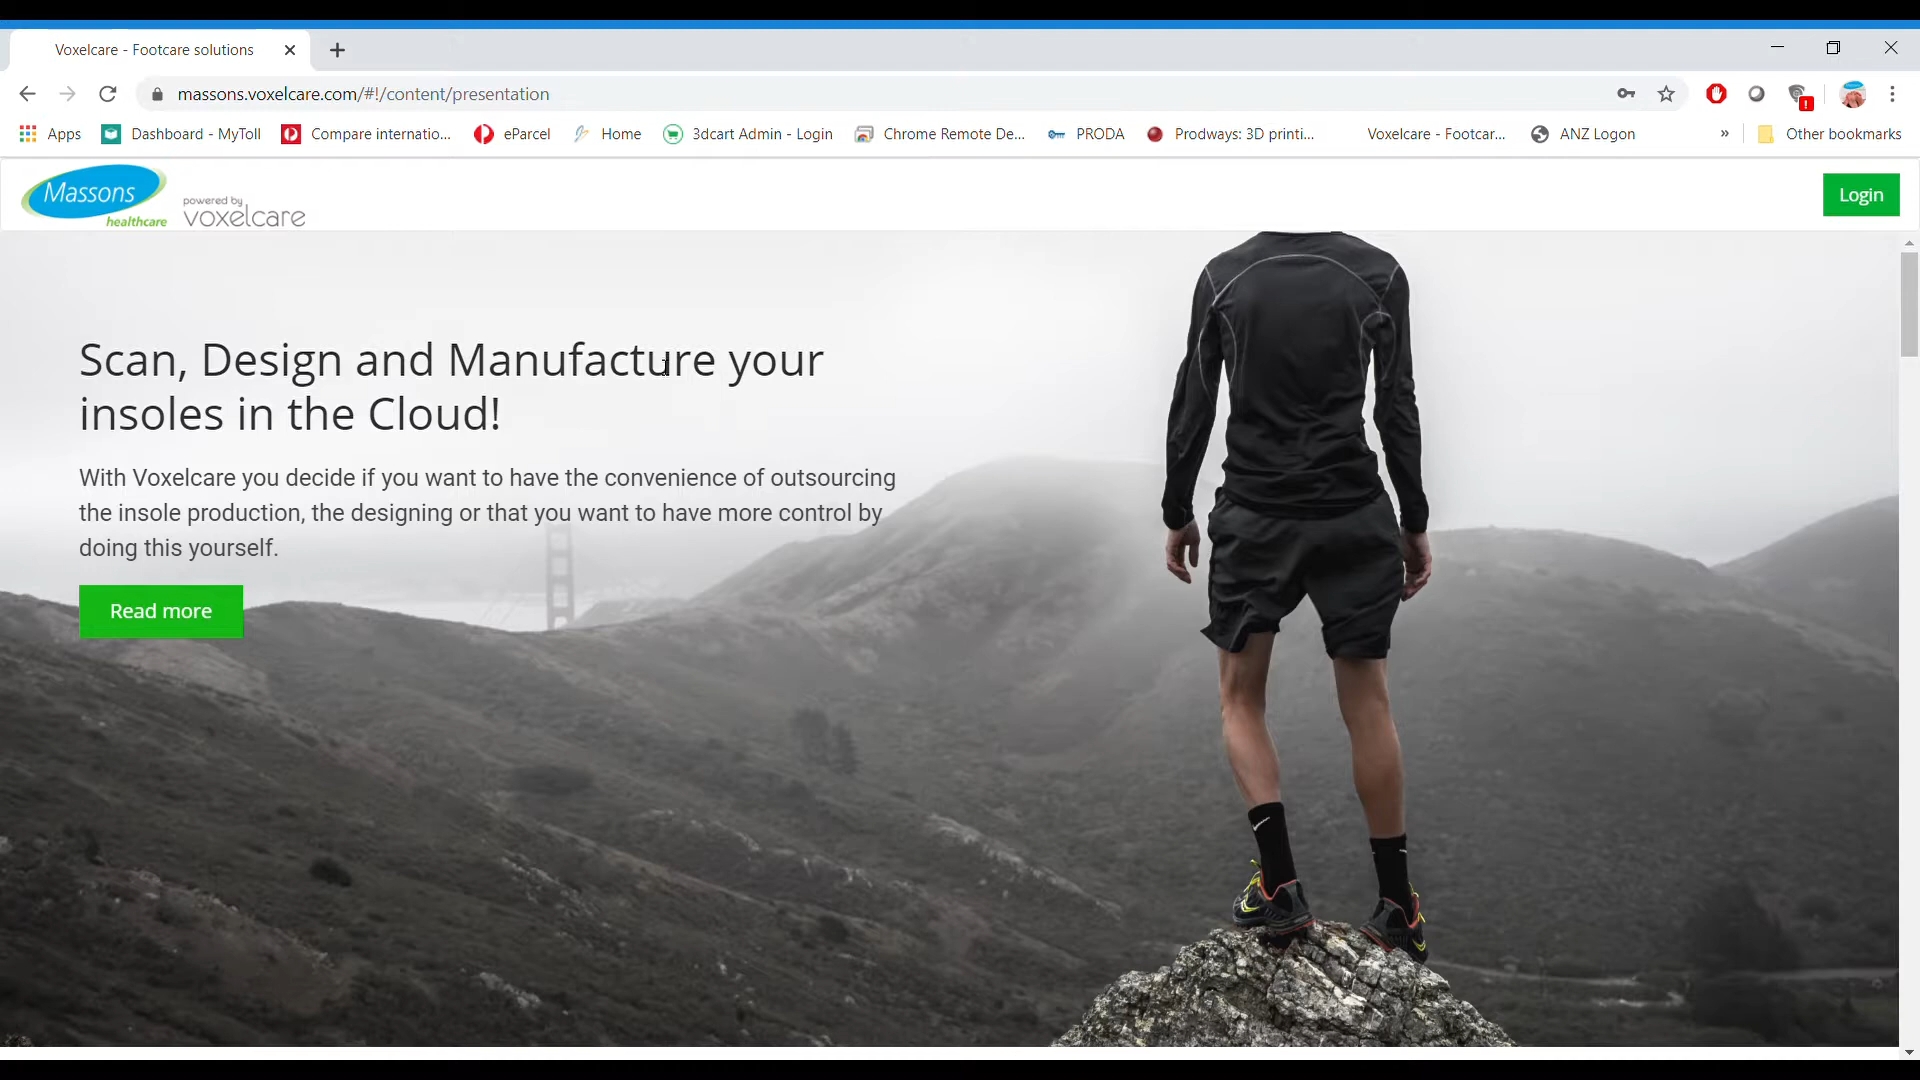 Voxelcare - Footcare solutions
massons.voxelcare.com/#!/content/presentation
Apps Dashboard - MyToll Compare internatio... eParcel Home 3dcart Admin - Login Chrome Remote De... PRODA Prodways: 3D printi... Voxelcare - Footcar... ANZ Logon » Other bookmarks
Massons
healthcare
powered by
voxelcare
Login
Scan, Design and Manufacture your
insoles in the Cloud!
With Voxelcare you decide if you want to have the convenience of outsourcing
the insole production, the designing or that you want to have more control by
doing this yourself.
Read more